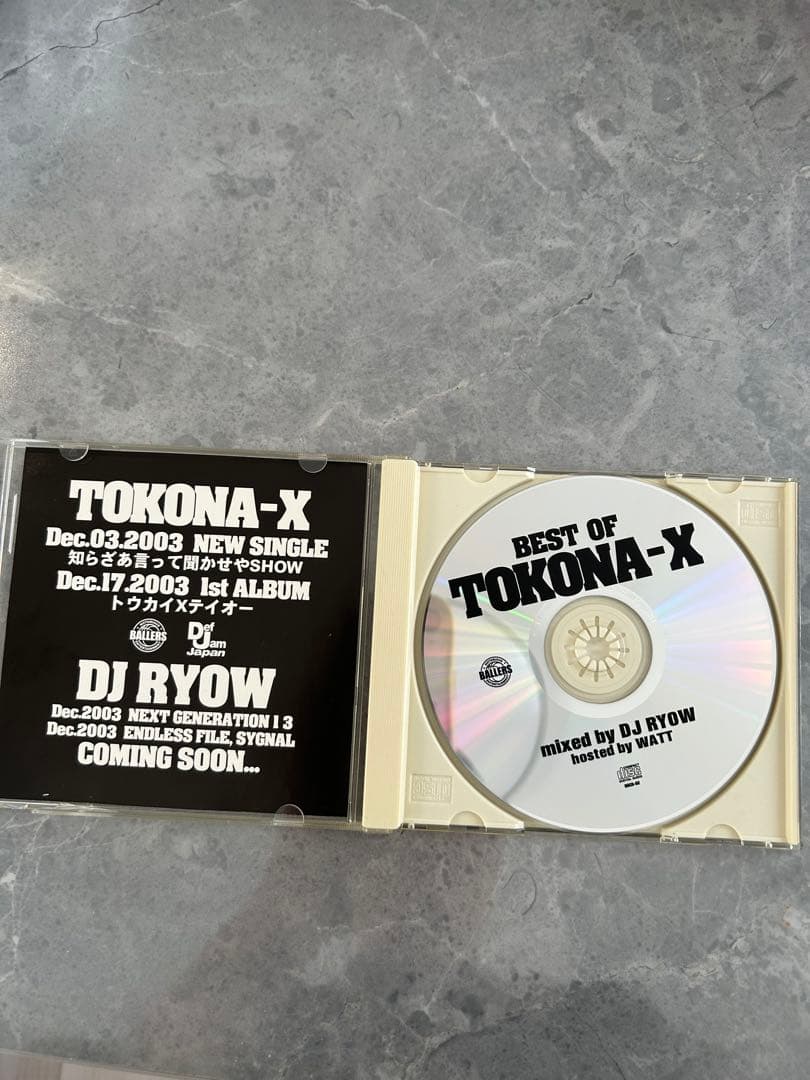 TOKONA-X
Dec.03.2003 NEW SINGLE
知らざあ言って聞かせやSHOW
Dec.17.2003 1st ALBUM
トウカイXテイオー
BALLERS
Def Jam Japan
DJ RYOW
Dec.2003 NEXT GENERATION 13
Dec.2003 ENDLESS FILE, SYGNAL
COMING SOON...
BEST OF
TOKONA-X
BALLERS
mixed by DJ RYOW
hosted by WATT